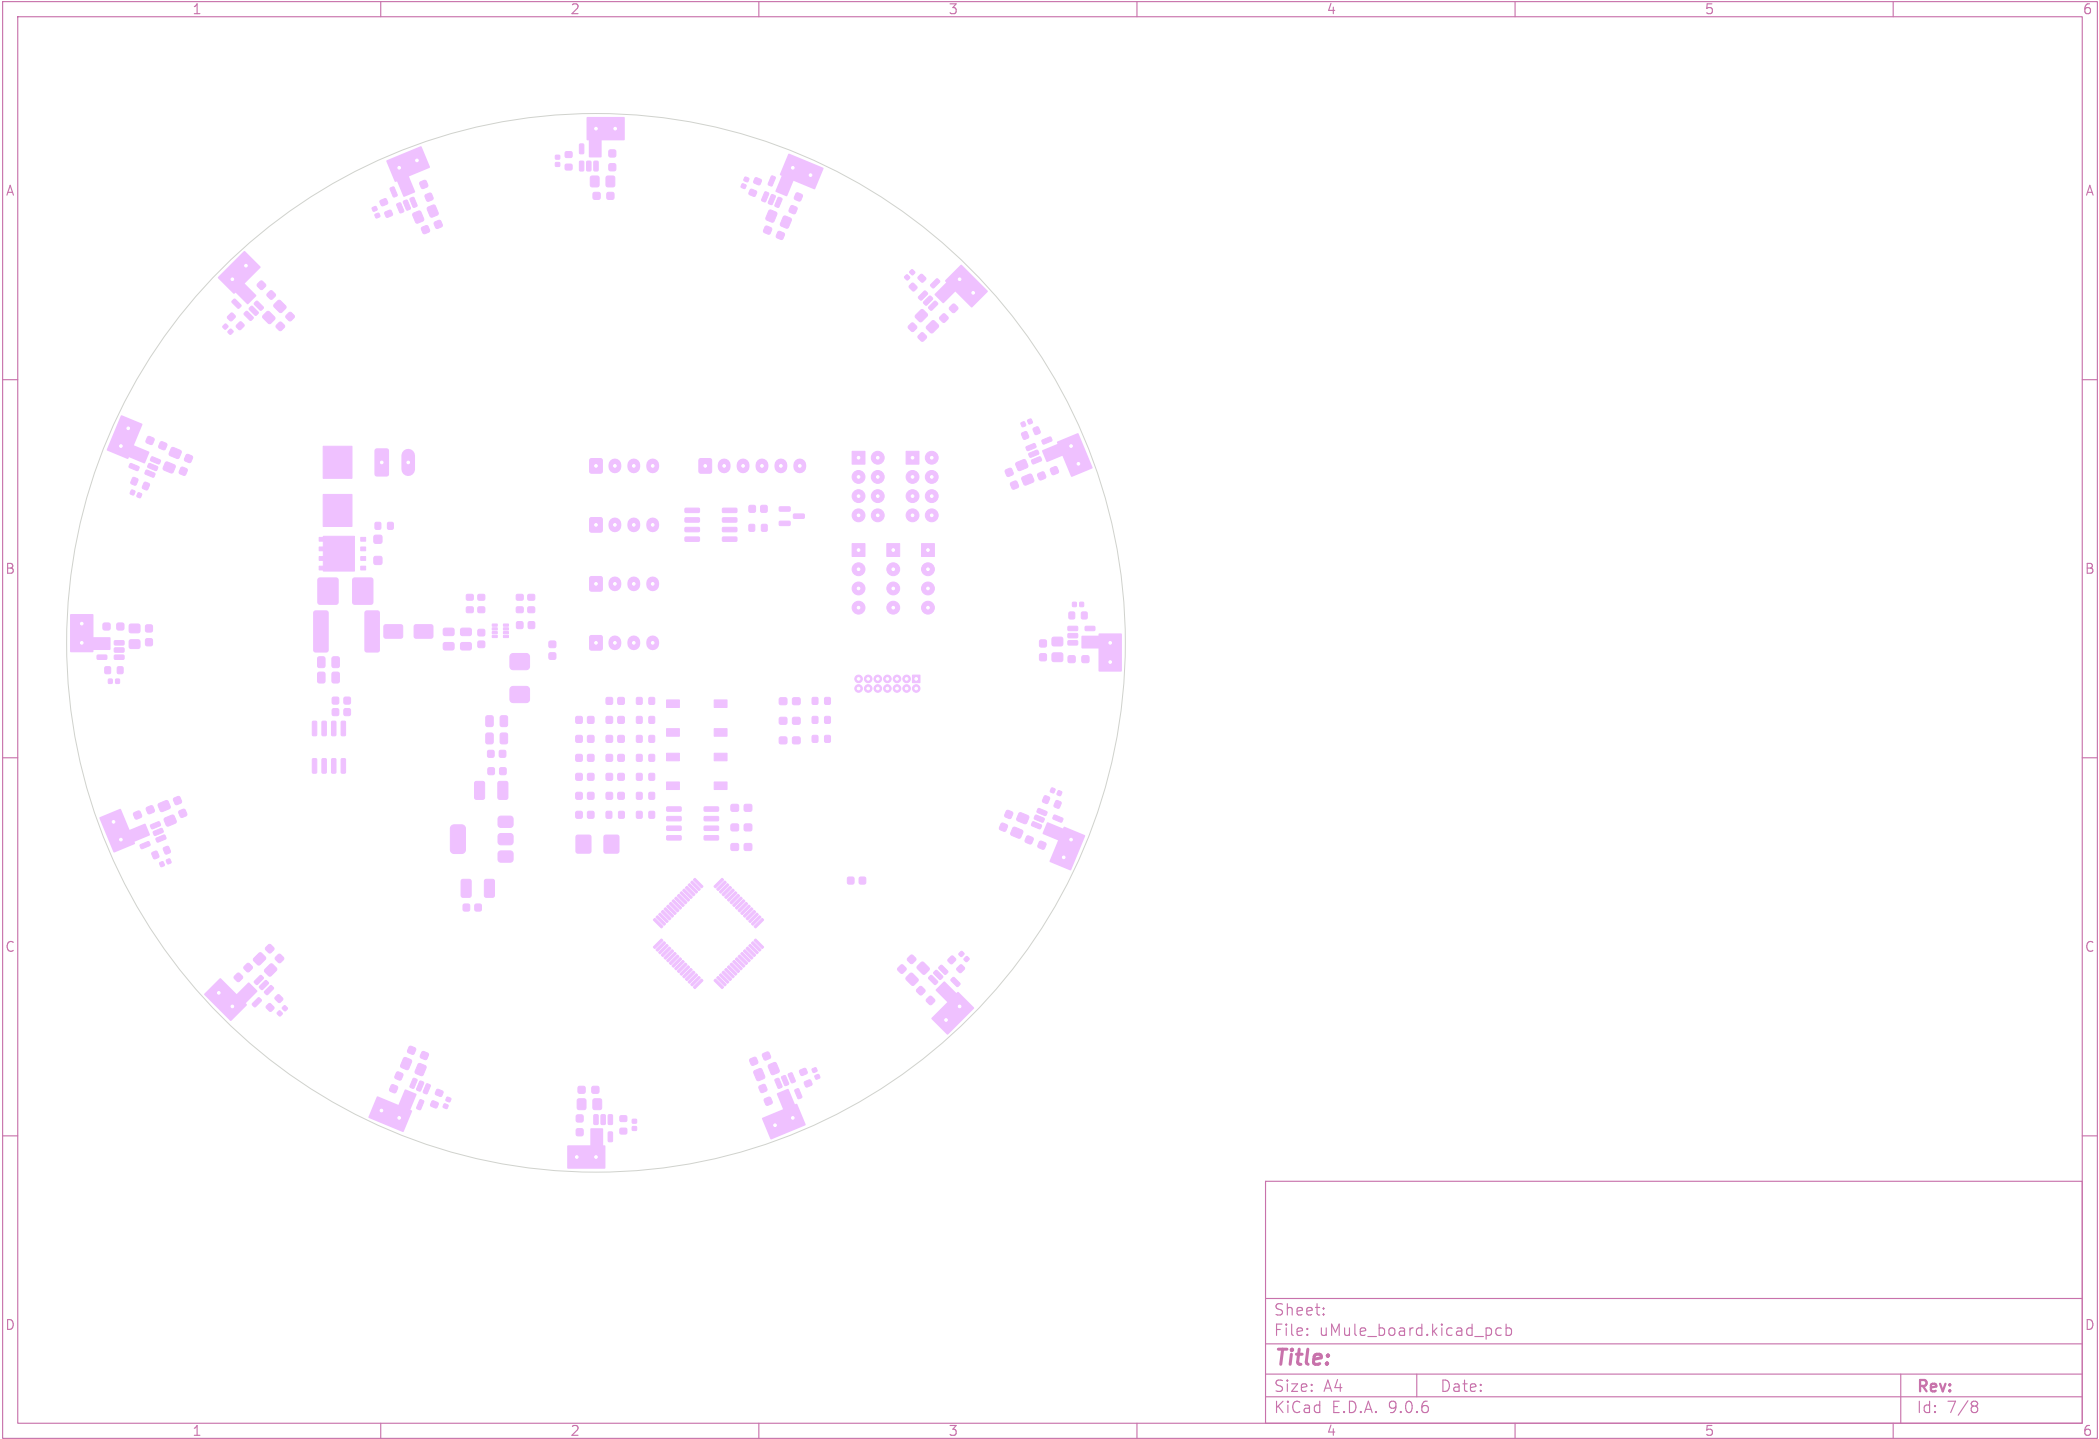 1 2 3 4 5 6
A A
B B
C C
D D
Sheet:
File: uMule_board.kicad_pcb
Title:
Size: A4 Date: Rev:
KiCad E.D.A. 9.0.6 Id: 7/8
1 2 3 4 5 6